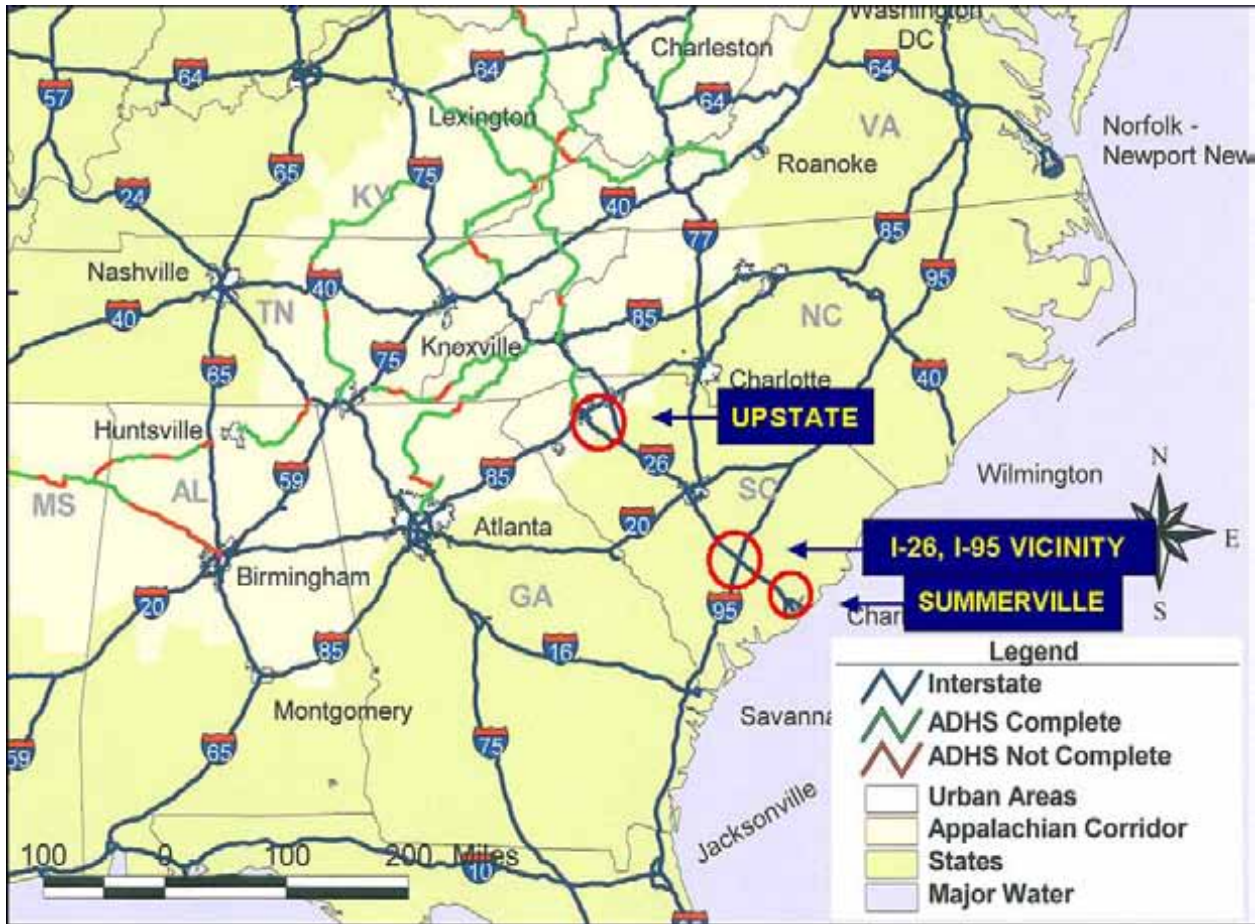 Washington
DC
Charleston
64
64
64
57
64
Lexington
VA
Norfolk -
Newport New
Roanoke
65
75
KY
24
40
77
85
95
Nashville
40
TN
40
85
NC
75
Knoxville
65
40
Charlotte
UPSTATE
Huntsville
26
85
59
MS
AL
SC
Wilmington
N
20
Atlanta
E
I-26, I-95 VICINITY
Birmingham
GA
95
SUMMERVILLE
S
20
Char
85
16
Legend
Interstate
Montgomery
ADHS Complete
Savanna
59
65
75
ADHS Not Complete
Urban Areas
Jacksonville
Appalachian Corridor
100 0 100 200 Miles
10
States
Major Water